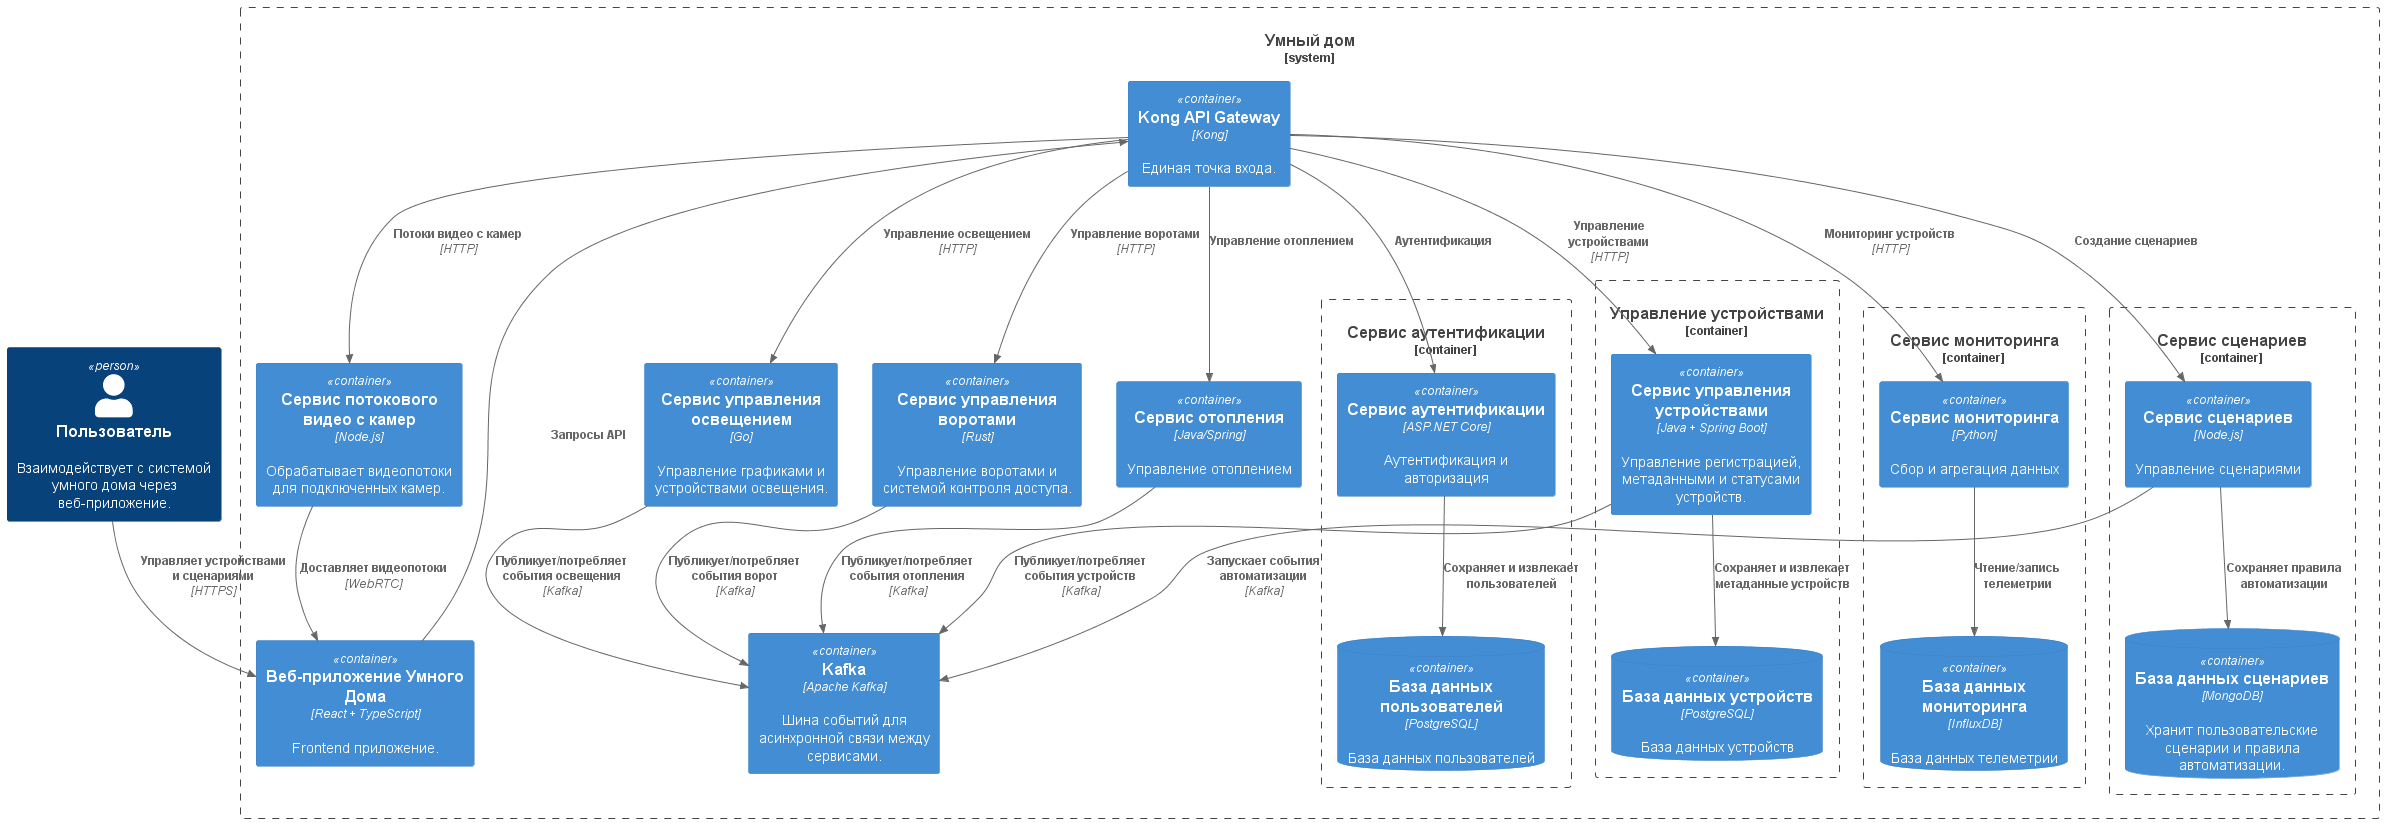 Умный дом
[system]
«container»
Kong API Gateway
[Kong]
Единая точка входа.
Потоки видео с камер
[HTTP]
Управление освещением
[HTTP]
Управление воротами
[HTTP]
Управление отоплением
Аутентификация
Управление
устройствами
[HTTP]
Мониторинг устройств
[HTTP]
Создание сценариев
«person»
Пользователь
Взаимодействует с системой
умного дома через
веб-приложение.
«container»
Сервис потокового
видео с камер
[Node.js]
Обрабатывает видеопотоки
для подключенных камер.
Запросы API
«container»
Сервис управления
освещением
[Go]
Управление графиками и
устройствами освещения.
«container»
Сервис управления
воротами
[Rust]
Управление воротами и
системой контроля доступа.
«container»
Сервис отопления
[Java/Spring]
Управление отоплением
Сервис аутентификации
[container]
«container»
Сервис аутентификации
[ASP.NET Core]
Аутентификация и
авторизация
Управление устройствами
[container]
«container»
Сервис управления
устройствами
[Java + Spring Boot]
Управление регистрацией,
метаданными и статусами
устройств.
Сервис мониторинга
[container]
«container»
Сервис мониторинга
[Python]
Сбор и агрегация данных
Сервис сценариев
[container]
«container»
Сервис сценариев
[Node.js]
Управление сценариями
Управляет устройствами
и сценариями
[HTTPS]
Доставляет видеопотоки
[WebRTC]
Публикует/потребляет
события освещения
[Kafka]
Публикует/потребляет
события ворот
[Kafka]
Публикует/потребляет
события отопления
[Kafka]
Публикует/потребляет
события устройств
[Kafka]
Запускает события
автоматизации
[Kafka]
Сохраняет и извлекает
пользователей
Сохраняет и извлекает
метаданные устройств
Чтение/запись
телеметрии
Сохраняет правила
автоматизации
«container»
Веб-приложение Умного
Дома
[React + TypeScript]
Frontend приложение.
«container»
Kafka
[Apache Kafka]
Шина событий для
асинхронной связи между
сервисами.
«container»
База данных
пользователей
[PostgreSQL]
База данных пользователей
«container»
База данных устройств
[PostgreSQL]
База данных устройств
«container»
База данных
мониторинга
[InfluxDB]
База данных телеметрии
«container»
База данных сценариев
[MongoDB]
Хранит пользовательские
сценарии и правила
автоматизации.